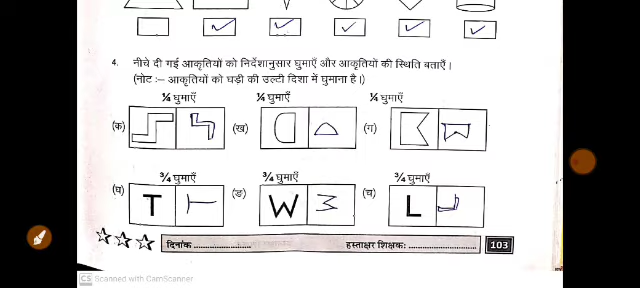 4. नीचे दी गई आकृतियों को निर्देशानुसार घुमाएँ और आकृतियों की स्थिति बताएँ।
(नोट :– आकृतियों को घड़ी की उल्टी दिशा में घुमाना है।)
¼ घुमाएँ ¼ घुमाएँ ¼ घुमाएँ
(क) (ख) (ग)
¾ घुमाएँ ¾ घुमाएँ ¾ घुमाएँ
(घ) T (ङ) W (च) L
दिनांक ........................ हस्ताक्षर शिक्षक: ........................ 103
CS Scanned with CamScanner